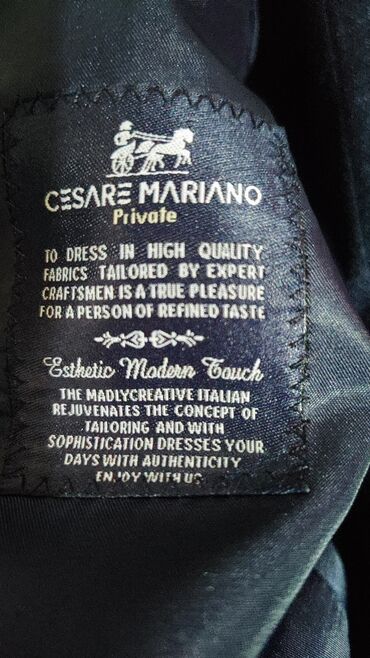 CESARE MARIANO
Private
TO DRESS IN HIGH QUALITY
FABRICS TAILORED BY EXPERT
CRAFTSMEN IS A TRUE PLEASURE
FOR A PERSON OF REFINED TASTE
Esthetic Modern Touch
THE MADLYCREATIVE ITALIAN
REJUVENATES THE CONCEPT OF
TAILORING AND WITH
SOPHISTICATION DRESSES YOUR
DAYS WITH AUTHENTICITY
ENJOY WITH US